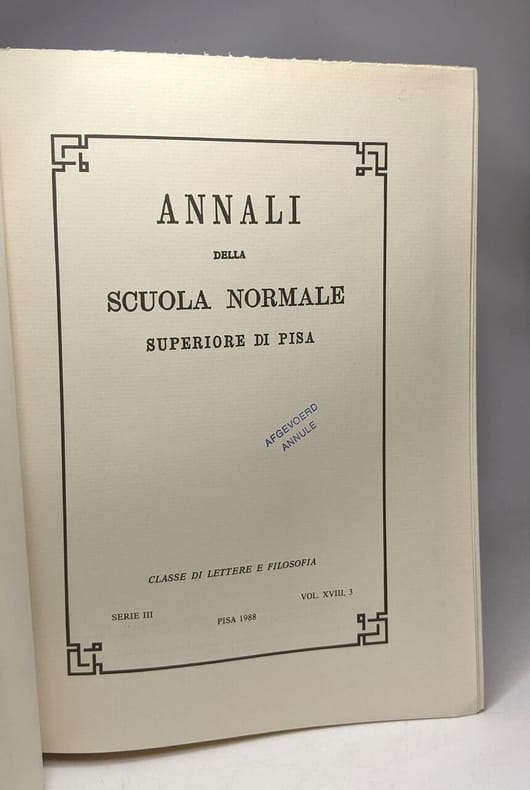 ANNALI
DELLA
SCUOLA NORMALE
SUPERIORE DI PISA
AFGEVOERD
ANNULE
CLASSE DI LETTERE E FILOSOFIA
SERIE III
PISA 1988
VOL. XVIII, 3